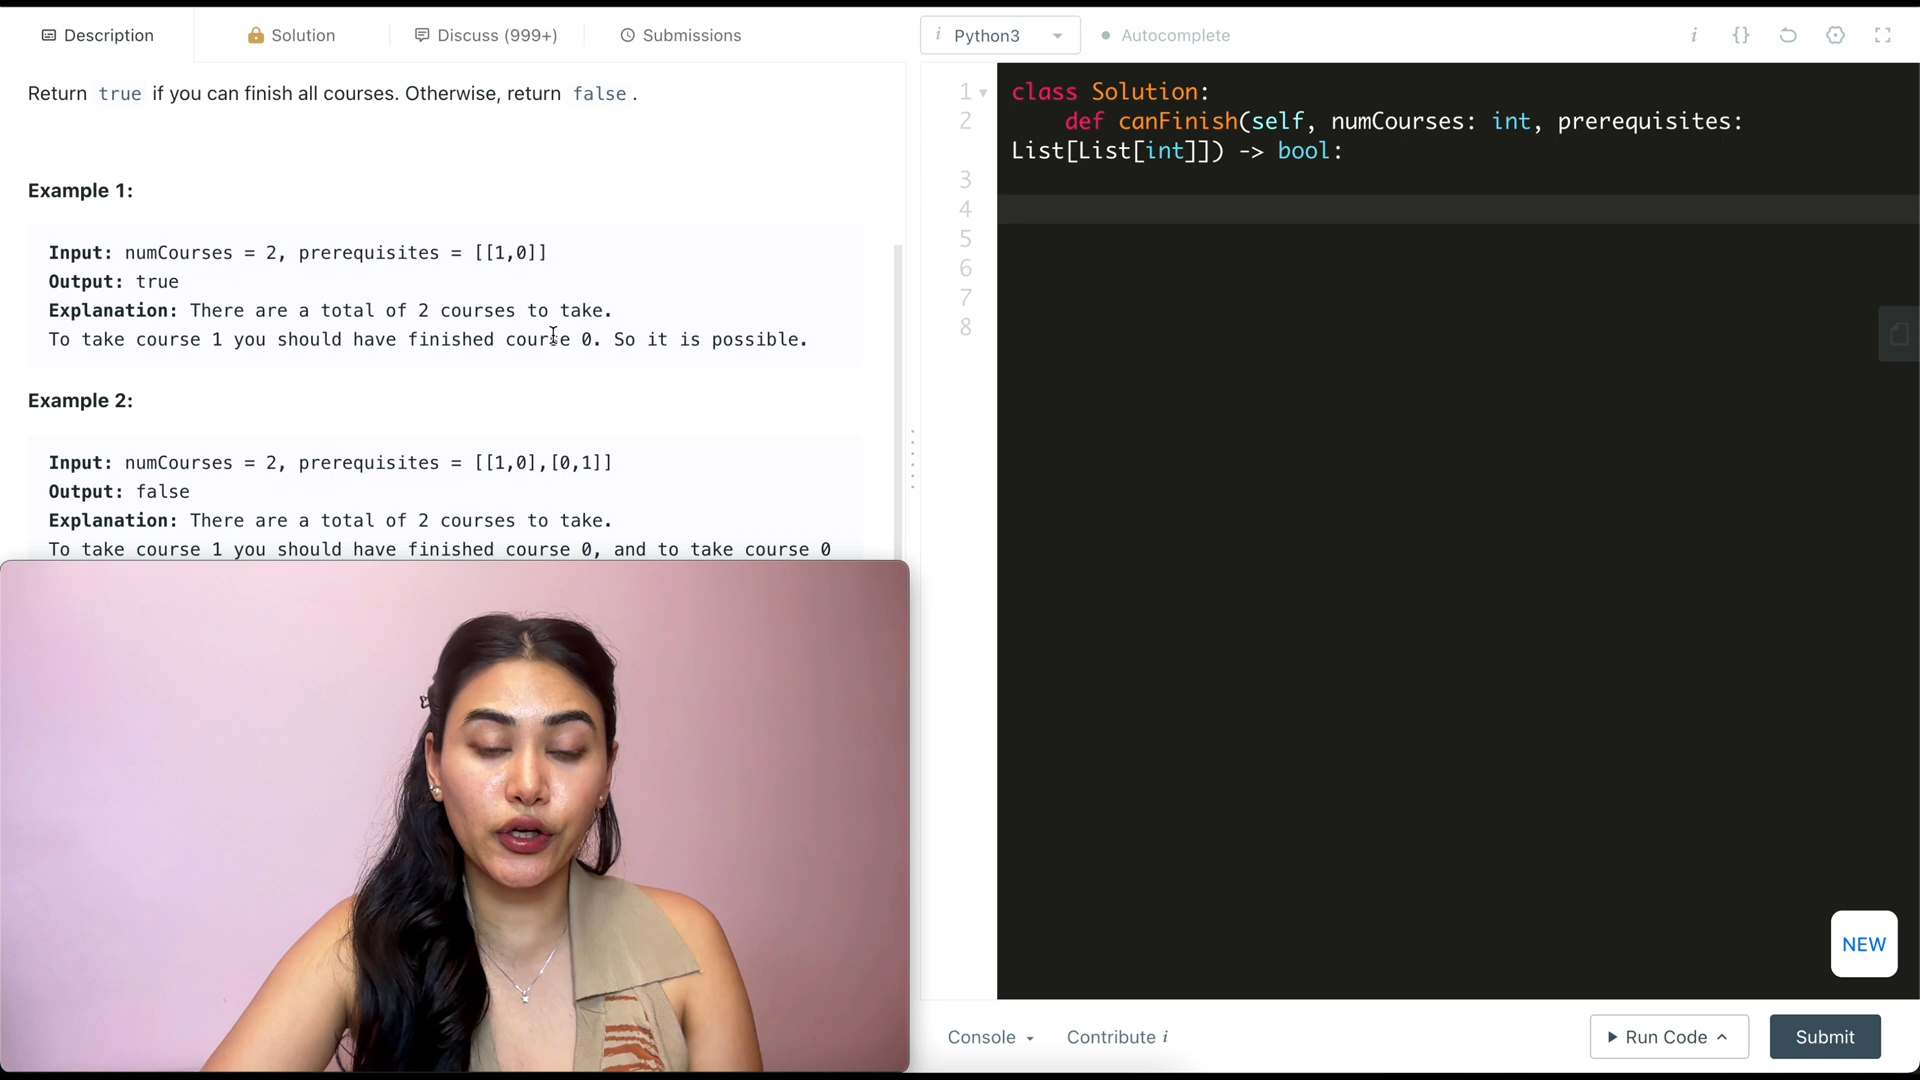 Description
Solution
Discuss (999+)
Submissions
i Python3
Autocomplete
i {}
Return true if you can finish all courses. Otherwise, return false.
Example 1:
Input: numCourses = 2, prerequisites = [[1,0]]
Output: true
Explanation: There are a total of 2 courses to take.
To take course 1 you should have finished course 0. So it is possible.
Example 2:
Input: numCourses = 2, prerequisites = [[1,0],[0,1]]
Output: false
Explanation: There are a total of 2 courses to take.
To take course 1 you should have finished course 0, and to take course 0
1 class Solution:
2 def canFinish(self, numCourses: int, prerequisites:
List[List[int]]) -> bool:
3
4
5
6
7
8
NEW
Console
Contribute i
Run Code
Submit